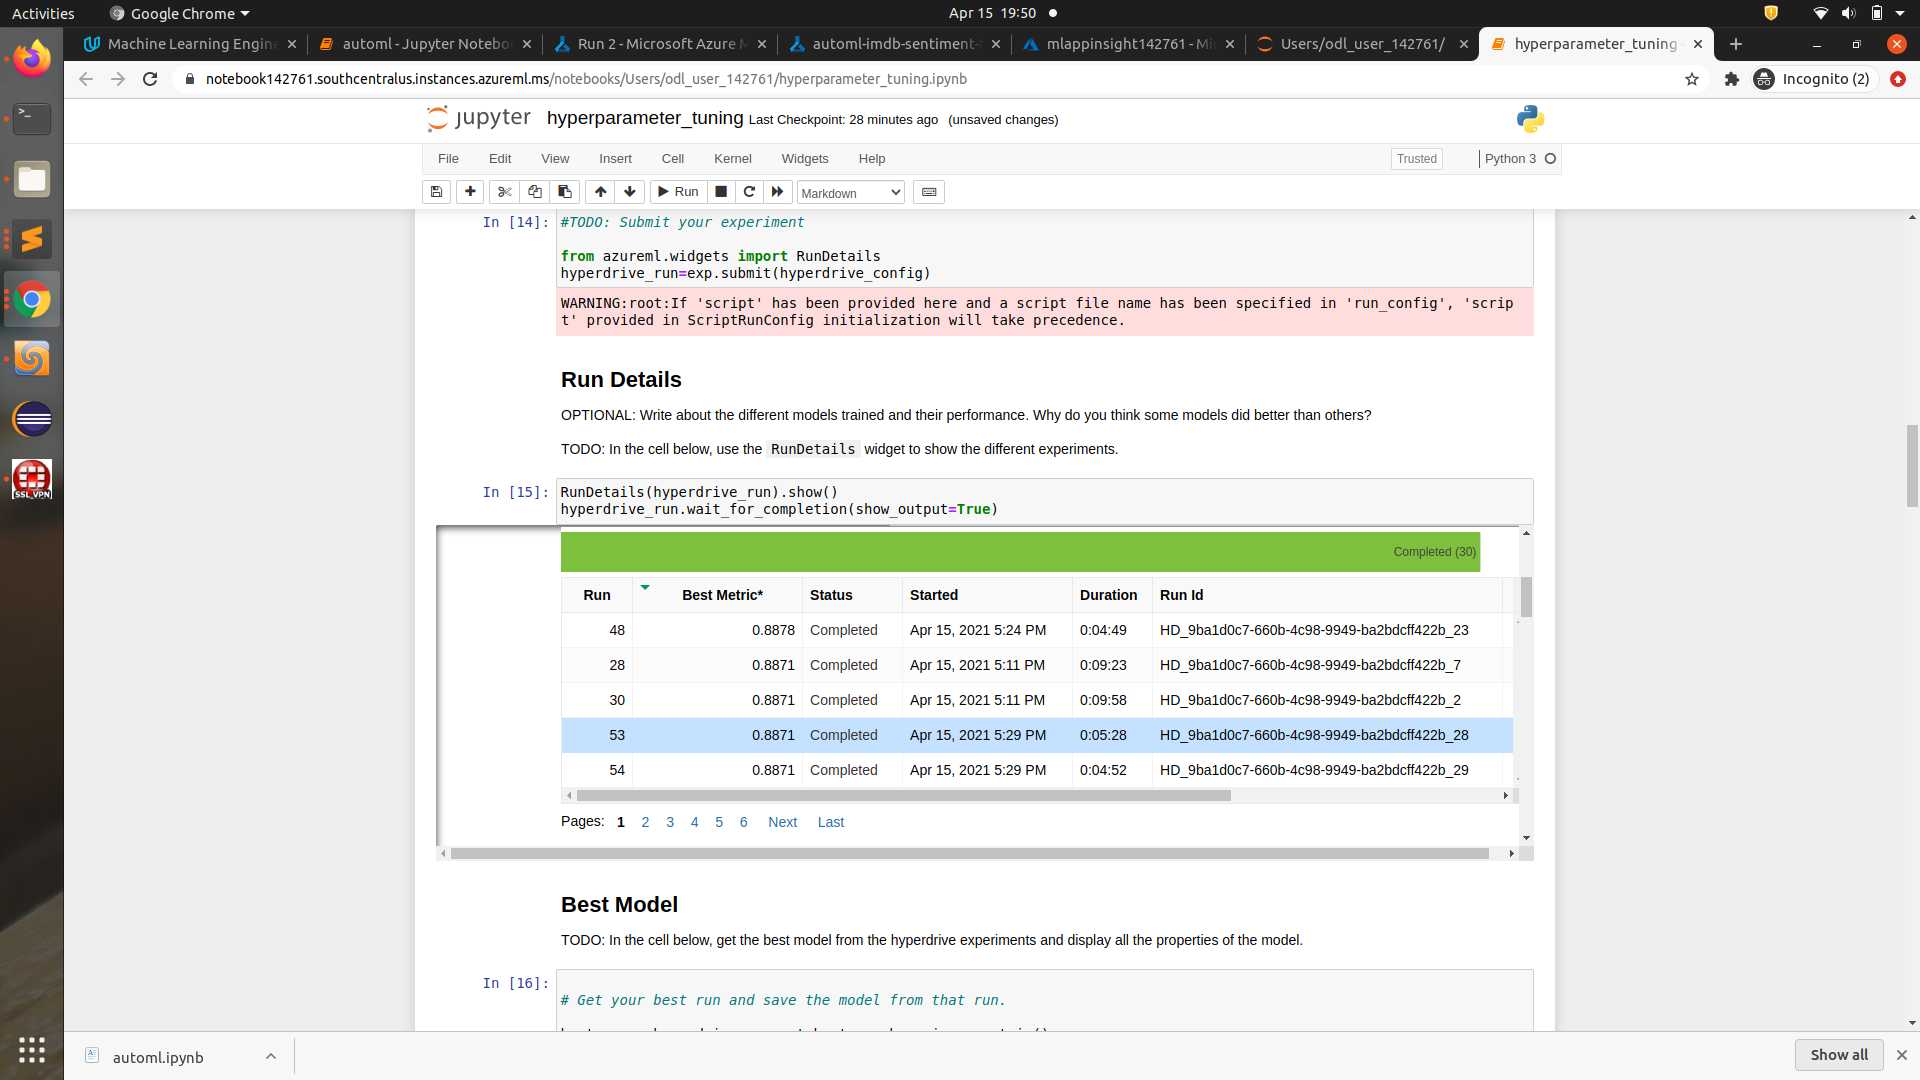 Activities Google Chrome Apr 15 19:50
Machine Learning Engine automl - Jupyter Notebo Run 2 - Microsoft Azure M automl-imdb-sentiment- mlappinsight142761 - Mi Users/odl_user_142761/ hyperparameter_tuning -
notebook142761.southcentralus.instances.azureml.ms/notebooks/Users/odl_user_142761/hyperparameter_tuning.ipynb Incognito (2)
jupyter hyperparameter_tuning Last Checkpoint: 28 minutes ago (unsaved changes)
File Edit View Insert Cell Kernel Widgets Help Trusted Python 3
Run Markdown
In [14]: #TODO: Submit your experiment
from azureml.widgets import RunDetails
hyperdrive_run=exp.submit(hyperdrive_config)
WARNING:root:If 'script' has been provided here and a script file name has been specified in 'run_config', 'scrip
t' provided in ScriptRunConfig initialization will take precedence.
Run Details
OPTIONAL: Write about the different models trained and their performance. Why do you think some models did better than others?
TODO: In the cell below, use the RunDetails widget to show the different experiments.
SSL VPN
In [15]: RunDetails(hyperdrive_run).show()
hyperdrive_run.wait_for_completion(show_output=True)
Completed (30)
Run Best Metric* Status Started Duration Run Id
48 0.8878 Completed Apr 15, 2021 5:24 PM 0:04:49 HD_9ba1d0c7-660b-4c98-9949-ba2bdcff422b_23
28 0.8871 Completed Apr 15, 2021 5:11 PM 0:09:23 HD_9ba1d0c7-660b-4c98-9949-ba2bdcff422b_7
30 0.8871 Completed Apr 15, 2021 5:11 PM 0:09:58 HD_9ba1d0c7-660b-4c98-9949-ba2bdcff422b_2
53 0.8871 Completed Apr 15, 2021 5:29 PM 0:05:28 HD_9ba1d0c7-660b-4c98-9949-ba2bdcff422b_28
54 0.8871 Completed Apr 15, 2021 5:29 PM 0:04:52 HD_9ba1d0c7-660b-4c98-9949-ba2bdcff422b_29
Pages: 1 2 3 4 5 6 Next Last
Best Model
TODO: In the cell below, get the best model from the hyperdrive experiments and display all the properties of the model.
In [16]:
# Get your best run and save the model from that run.
automl.ipynb Show all